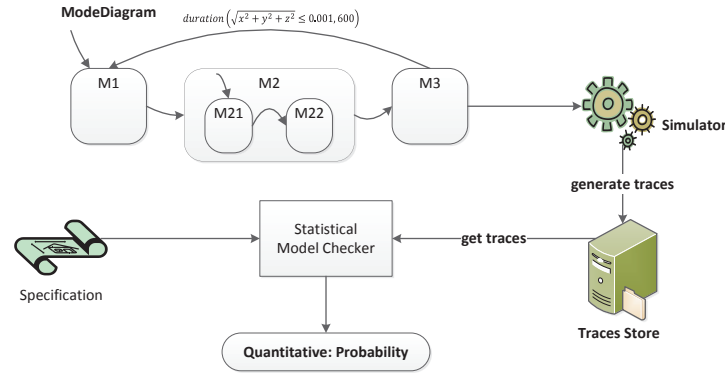 ModeDiagram
duration(√x² + y² + z² ≤ 0.001, 600)
M1
M2
M3
M21
M22
Simulator
generate traces
Statistical
Model Checker
get traces
Specification
Traces Store
Quantitative: Probability